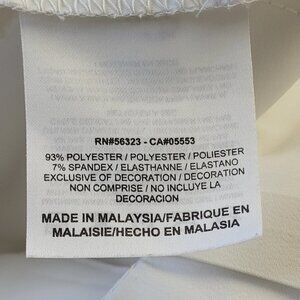 RN#56323 - CA#05553
93% POLYESTER / POLYESTER / POLIESTER
7% SPANDEX / ELASTHANNE / ELASTANO
EXCLUSIVE OF DECORATION / DECORATION
NON COMPRISE / NO INCLUYE LA
DECORACION
MADE IN MALAYSIA/FABRIQUE EN
MALAISIE/HECHO EN MALASIA